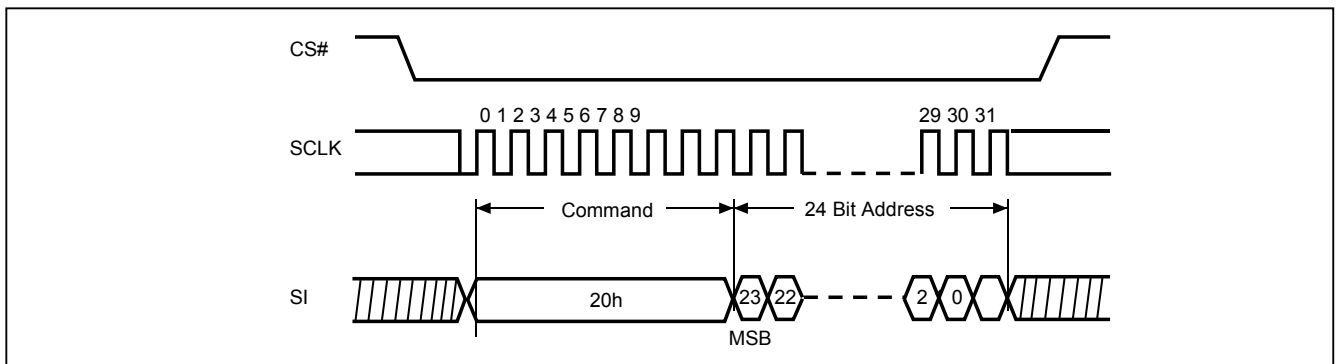 CS#
0 1 2 3 4 5 6 7 8 9 29 30 31
SCLK
Command 24 Bit Address
SI 20h 23 22 2 0
MSB